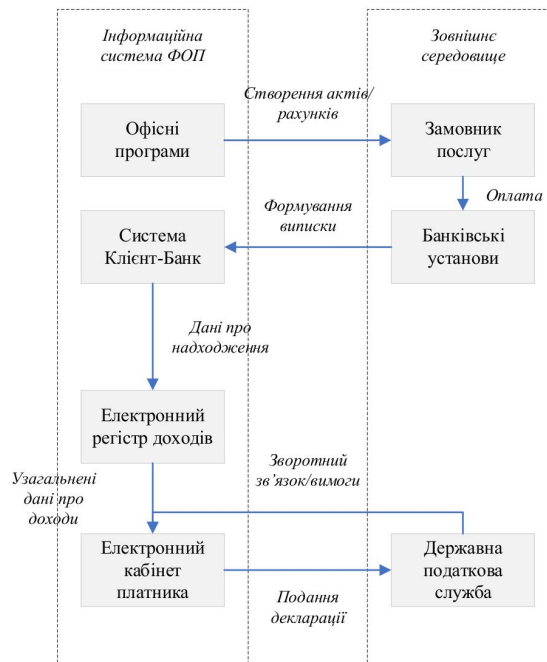 Інформаційна
система ФОП
Зовнішнє
середовище
Створення актів/
рахунків
Офісні
програми
Замовник
послуг
Оплата
Формування
виписки
Система
Клієнт-Банк
Банківські
установи
Дані про
надходження
Електронний
регістр доходів
Узагальнені
дані про
доходи
Зворотний
зв’язок/вимоги
Електронний
кабінет
платника
Державна
податкова
служба
Подання
декларації